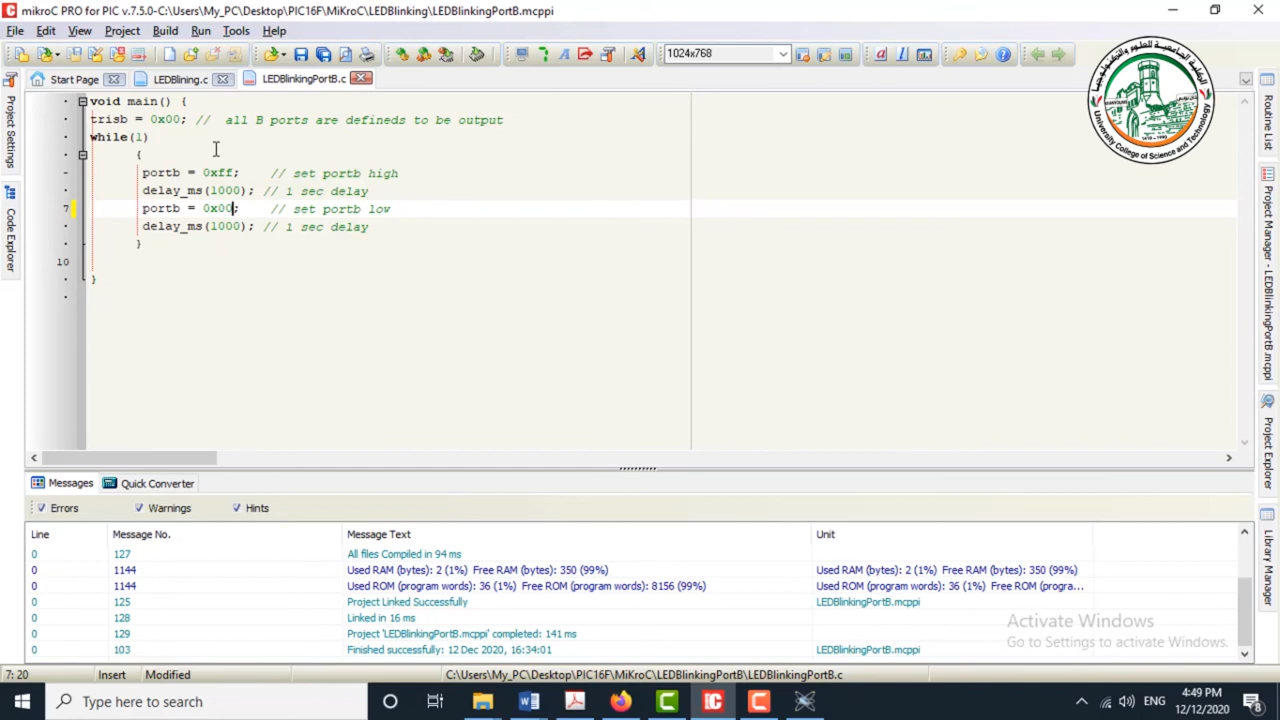 mikroC PRO for PIC v.7.5.0-C:\Users\My_PC\Desktop\PIC16F\MiKroC\LEDBlinking\LEDBlinkingPortB.mcppi
File Edit View Project Build Run Tools Help
1024x768
Start Page LEDBlining.c LEDBlinkingPortB.c
void main() {
trisb = 0x00; // all B ports are defineds to be output
while(1)
{
portb = 0xff; // set portb high
delay_ms(1000); // 1 sec delay
7 portb = 0x00; // set portb low
delay_ms(1000); // 1 sec delay
}
10
}
Project Settings
Code Explorer
Routine List
Project Manager - LEDBlinkingPortB.mcppi
Project Explorer
Library Manager
University College of Science and Technology
Messages Quick Converter
Errors Warnings Hints
Line Message No. Message Text Unit
0 127 All files Compiled in 94 ms
0 1144 Used RAM (bytes): 2 (1%) Free RAM (bytes): 350 (99%) Used RAM (bytes): 2 (1%) Free RAM (bytes): 350 (99%)
0 1144 Used ROM (program words): 36 (1%) Free ROM (program words): 8156 (99%) Used ROM (program words): 36 (1%) Free ROM (progra...
0 125 Project Linked Successfully LEDBlinkingPortB.mcppi
0 128 Linked in 16 ms
0 129 Project 'LEDBlinkingPortB.mcppi' completed: 141 ms
0 103 Finished successfully: 12 Dec 2020, 16:34:01 LEDBlinkingPortB.mcppi
Activate Windows
Go to Settings to activate Windows.
7: 20 Insert Modified C:\Users\My_PC\Desktop\PIC16F\MiKroC\LEDBlinkingPortB\LEDBlinkingPortB.c
Type here to search
ENG
4:49 PM
12/12/2020
8